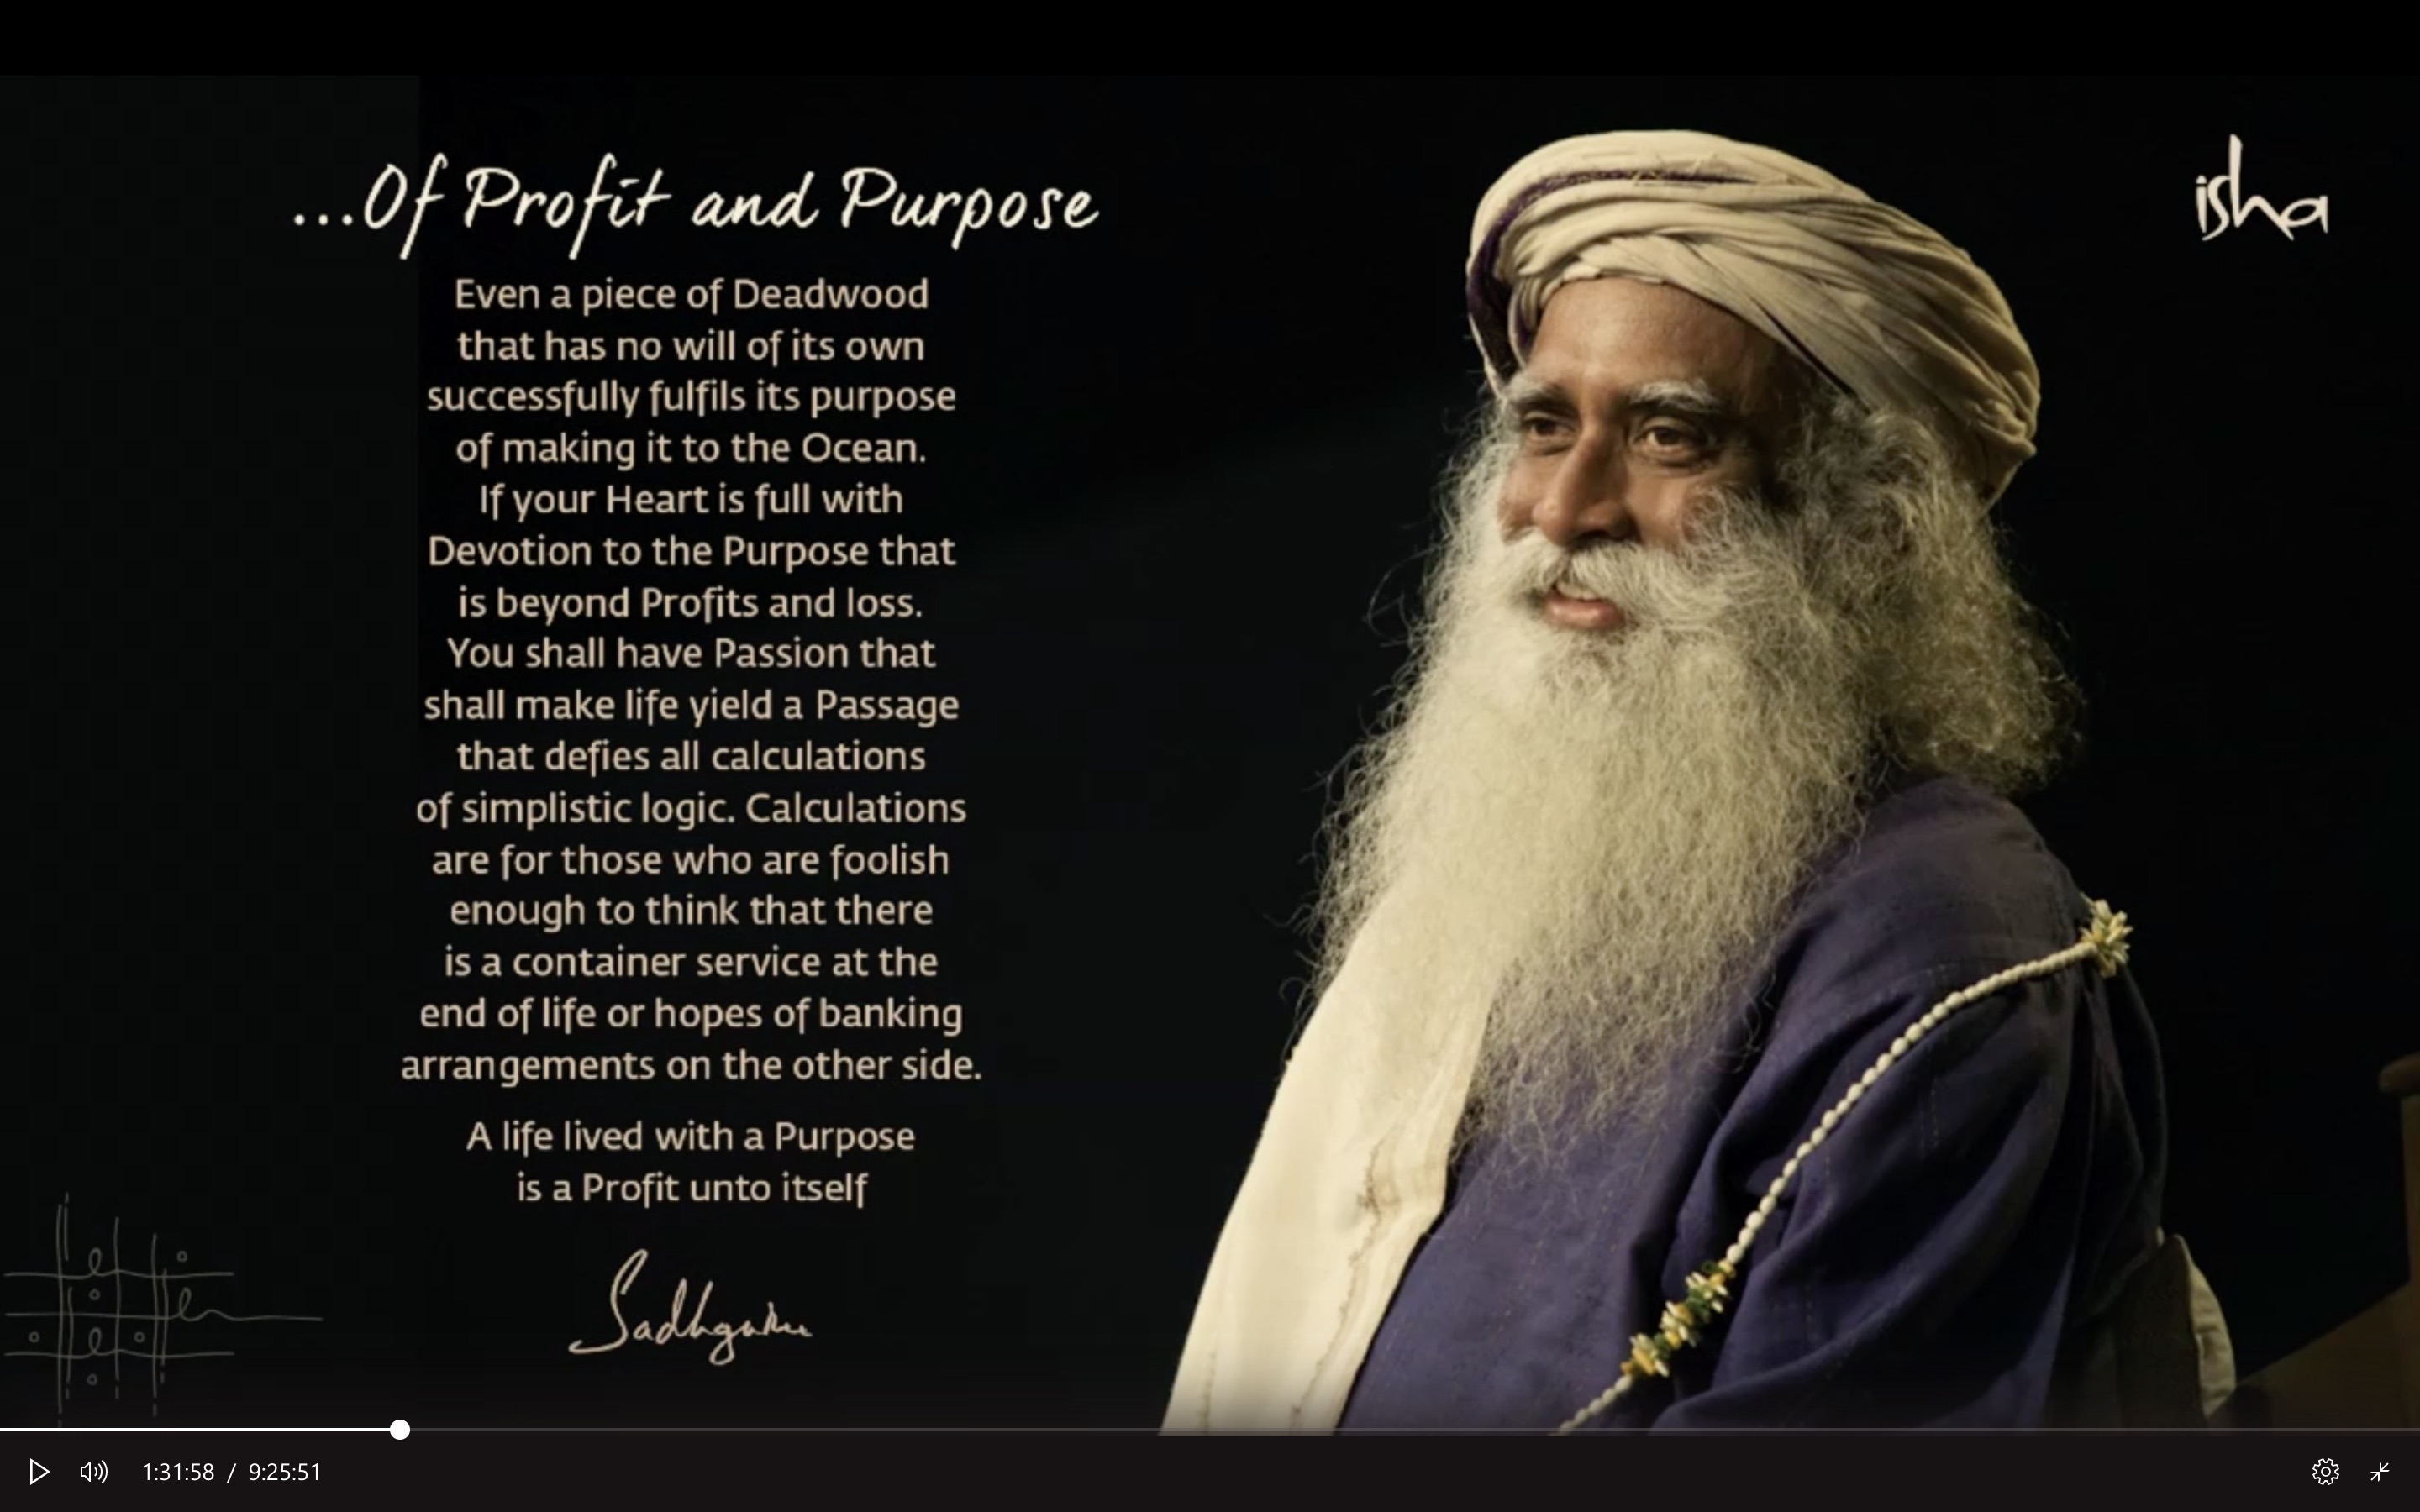 ...Of Profit and Purpose
isha
Even a piece of Deadwood
that has no will of its own
successfully fulfils its purpose
of making it to the Ocean.
If your Heart is full with
Devotion to the Purpose that
is beyond Profits and loss.
You shall have Passion that
shall make life yield a Passage
that defies all calculations
of simplistic logic. Calculations
are for those who are foolish
enough to think that there
is a container service at the
end of life or hopes of banking
arrangements on the other side.
A life lived with a Purpose
is a Profit unto itself
Sadhguru
1:31:58 / 9:25:51